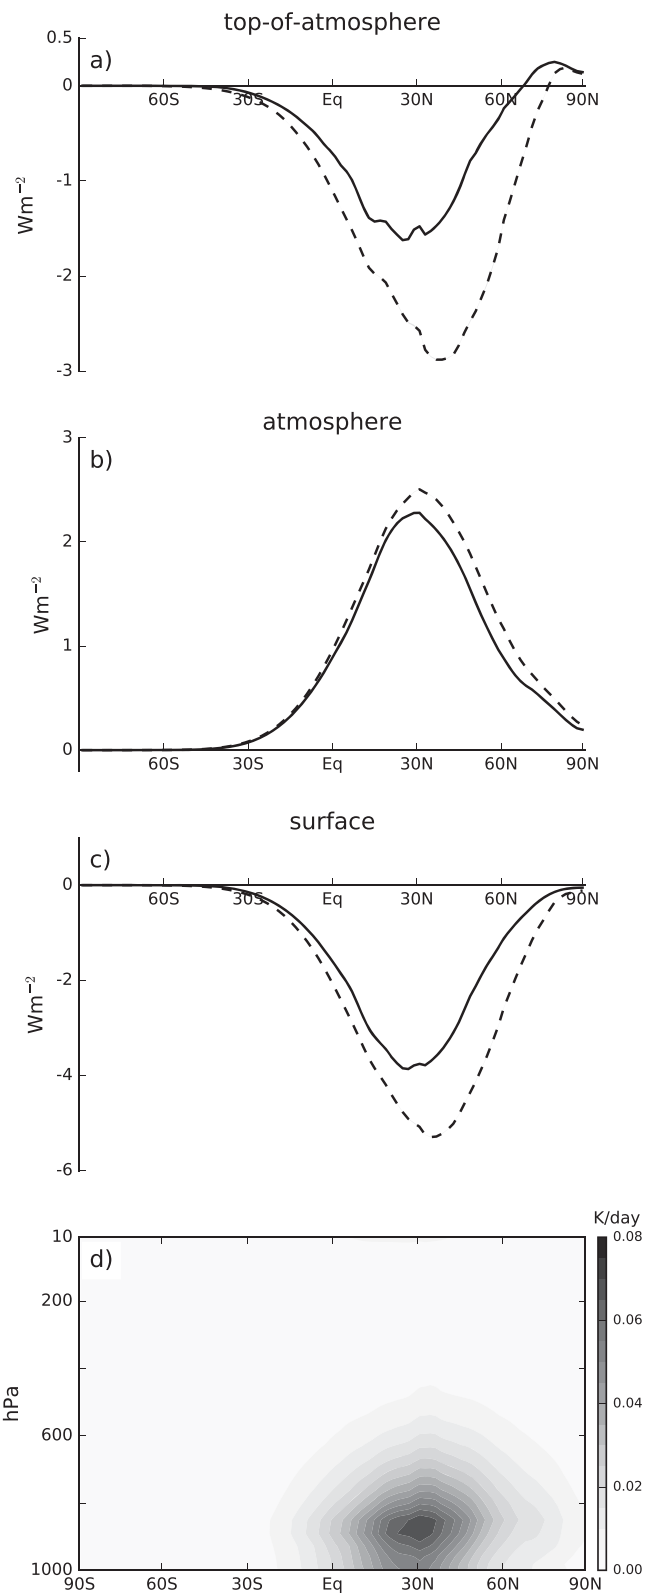 top-of-atmosphere
a)
0.5
0
-1
-2
-3
Wm⁻²
60S 30S Eq 30N 60N 90N
atmosphere
b)
3
2
1
0
Wm⁻²
60S 30S Eq 30N 60N 90N
surface
c)
0
-2
-4
-6
Wm⁻²
60S 30S Eq 30N 60N 90N
K/day
d)
10
200
600
1000
hPa
0.08
0.06
0.04
0.02
0.00
90S 60S 30S Eq 30N 60N 90N